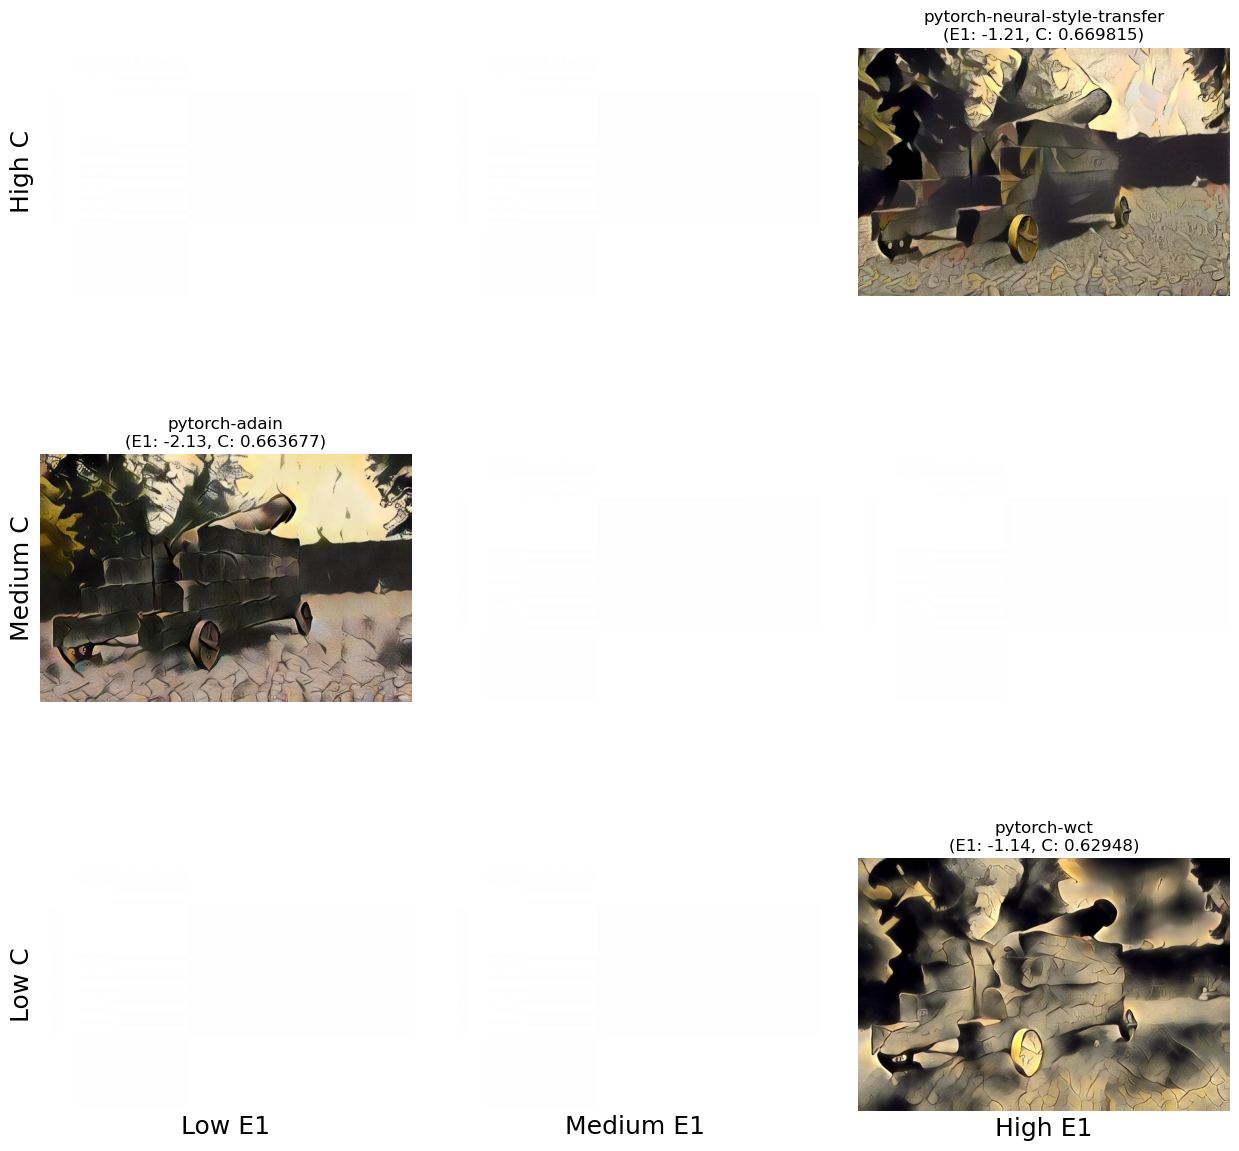 pytorch-neural-style-transfer
(E1: -1.21, C: 0.669815)
High C
pytorch-adain
(E1: -2.13, C: 0.663677)
Medium C
pytorch-wct
(E1: -1.14, C: 0.62948)
Low C
Low E1
Medium E1
High E1